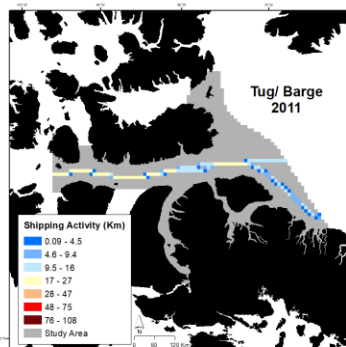 Tug/ Barge
2011
Shipping Activity (Km)
0.09 - 4.5
4.6 - 9.4
9.5 - 16
17 - 27
28 - 47
48 - 75
76 - 108
Study Area
N
0 60 120 Km